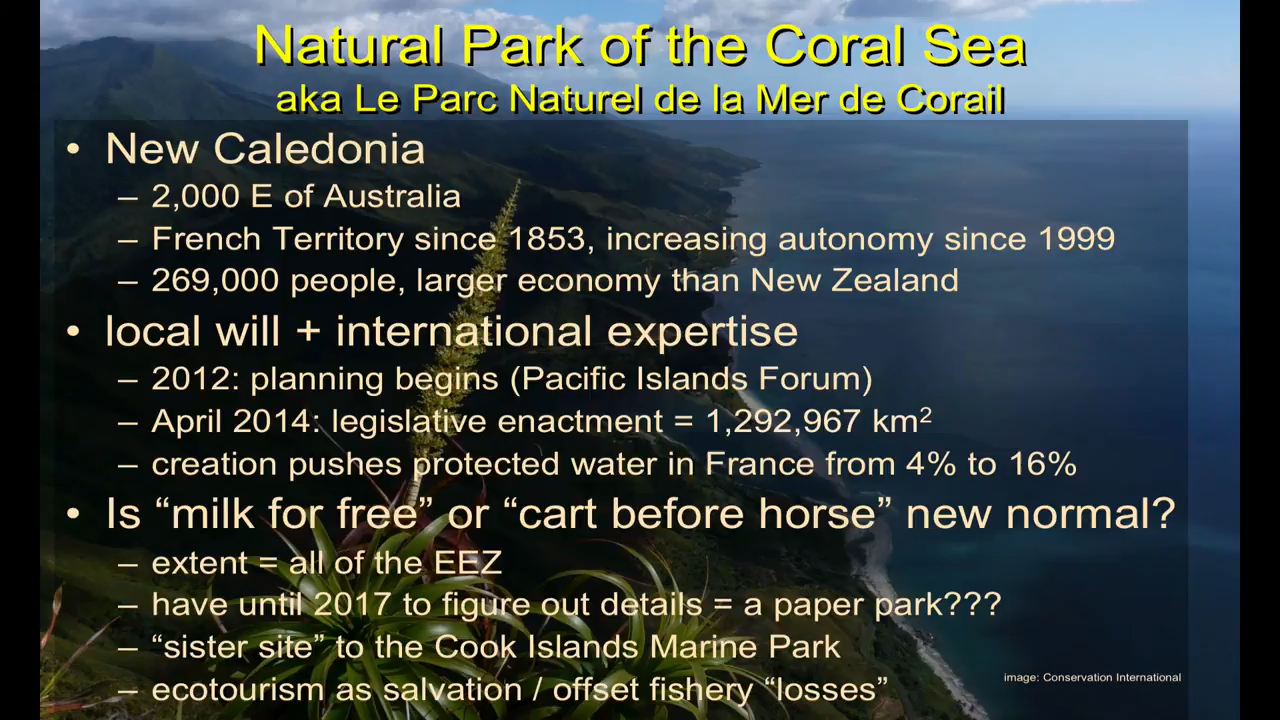 Natural Park of the Coral Sea
aka Le Parc Naturel de la Mer de Corail
• New Caledonia
– 2,000 E of Australia
– French Territory since 1853, increasing autonomy since 1999
– 269,000 people, larger economy than New Zealand
• local will + international expertise
– 2012: planning begins (Pacific Islands Forum)
– April 2014: legislative enactment = 1,292,967 km²
– creation pushes protected water in France from 4% to 16%
• Is “milk for free” or “cart before horse” new normal?
– extent = all of the EEZ
– have until 2017 to figure out details = a paper park???
– “sister site” to the Cook Islands Marine Park
– ecotourism as salvation / offset fishery “losses”
image: Conservation International